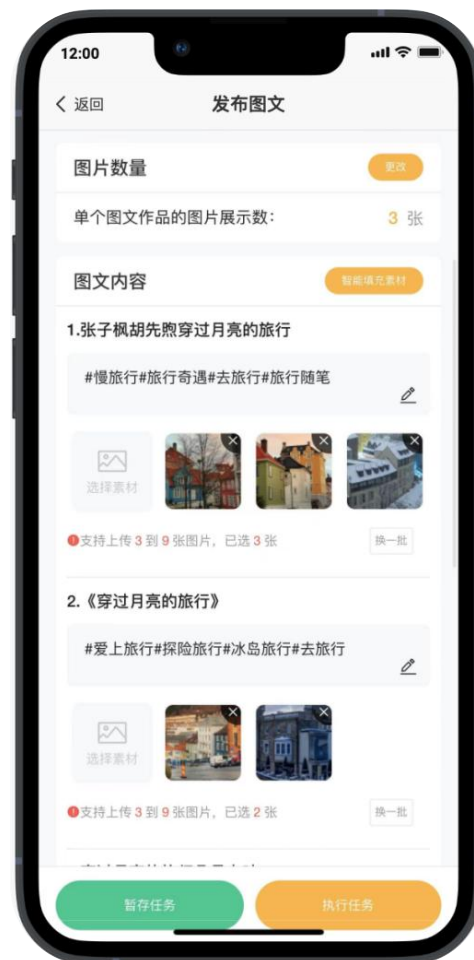 12:00
返回
发布图文
图片数量
更改
单个图文作品的图片展示数：
3 张
图文内容
智能填充素材
1.张子枫胡先煦穿过月亮的旅行
#慢旅行#旅行奇遇#去旅行#旅行随笔
选择素材
支持上传 3 到 9 张图片，已选 3 张
换一批
2.《穿过月亮的旅行》
#爱上旅行#探险旅行#冰岛旅行#去旅行
选择素材
支持上传 3 到 9 张图片，已选 2 张
换一批
暂存任务
执行任务